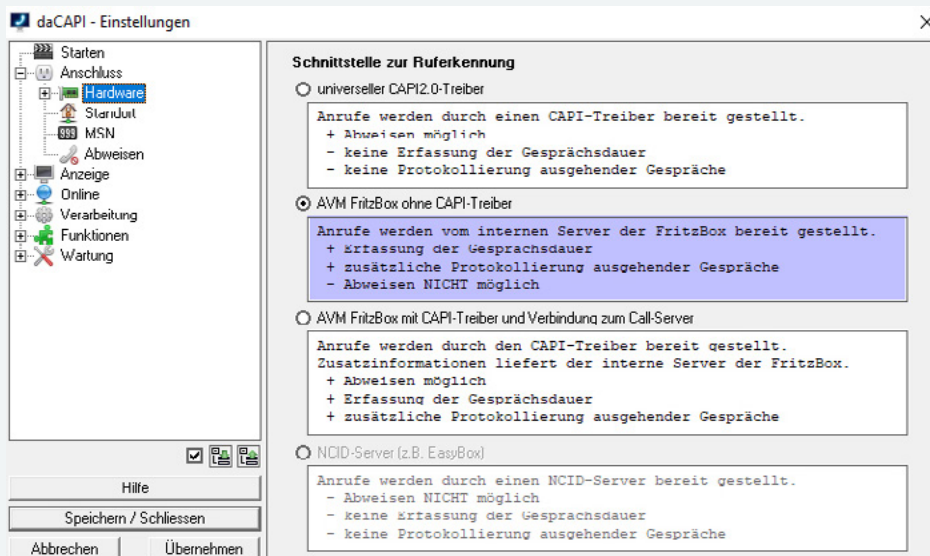 daCAPI - Einstellungen
Starten
Anschluss
Hardware
Standort
999 MSN
Abweisen
Anzeige
Online
Verarbeitung
Funktionen
Wartung
Hilfe
Speichern / Schliessen
Abbrechen
Übernehmen
Schnittstelle zur Ruferkennung
universeller CAPI2.0-Treiber
Anrufe werden durch einen CAPI-Treiber bereit gestellt.
+ Abweisen möglich
- keine Erfassung der Gesprächsdauer
- keine Protokollierung ausgehender Gespräche
AVM FritzBox ohne CAPI-Treiber
Anrufe werden vom internen Server der FritzBox bereit gestellt.
+ Erfassung der Gesprächsdauer
+ zusätzliche Protokollierung ausgehender Gespräche
- Abweisen NICHT möglich
AVM FritzBox mit CAPI-Treiber und Verbindung zum Call-Server
Anrufe werden durch den CAPI-Treiber bereit gestellt.
Zusatzinformationen liefert der interne Server der FritzBox.
+ Abweisen möglich
+ Erfassung der Gesprächsdauer
+ zusätzliche Protokollierung ausgehender Gespräche
NCID-Server (z.B. EasyBox)
Anrufe werden durch einen NCID-Server bereit gestellt.
- Abweisen NICHT möglich
- keine Erfassung der Gesprächsdauer
- keine Protokollierung ausgehender Gespräche